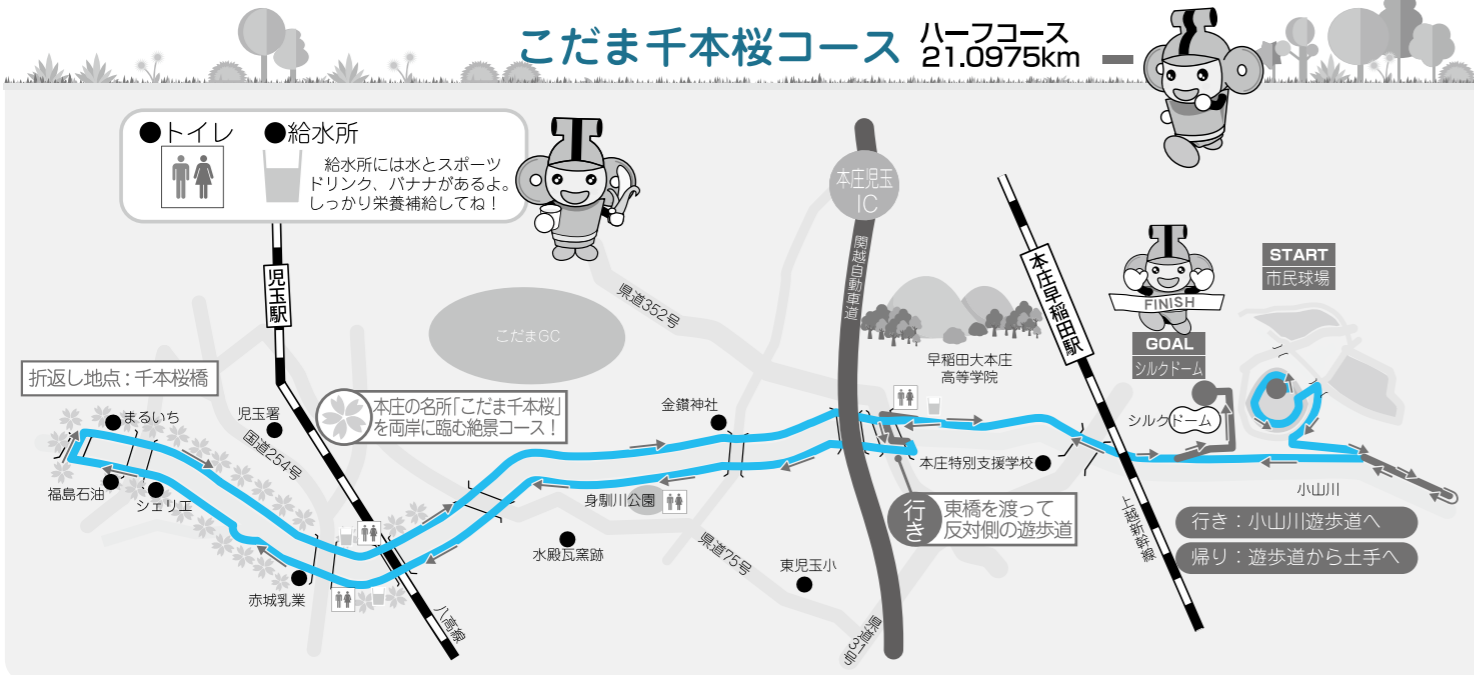 こだま千本桜コース
ハーフコース
21.0975km
●トイレ
●給水所
給水所には水とスポーツ
ドリンク、バナナがあるよ。
しっかり栄養補給してね!
本庄児玉
IC
関越自動車道
児玉駅
県道352号
こだまGC
本庄早稲田駅
START
市民球場
FINISH
GOAL
シルクドーム
早稲田大本庄
高等学院
折返し地点:千本桜橋
まるいち
児玉署
国道254号
本庄の名所「こだま千本桜」
を両岸に臨む絶景コース!
金鑚神社
シルクドーム
本庄特別支援学校
福島石油
シェリエ
身馴川公園
小山川
行き
東橋を渡って
反対側の遊歩道
行き:小山川遊歩道へ
帰り:遊歩道から土手へ
上越新幹線
水殿瓦窯跡
県道75号
東児玉小
赤城乳業
八高線
県道31号